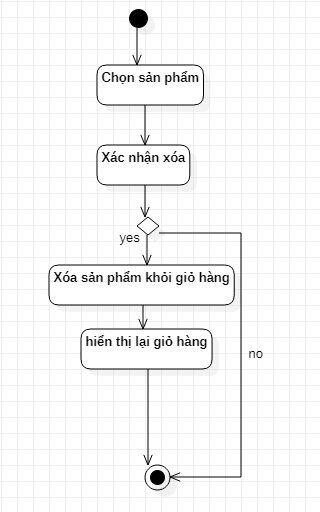 Chọn sản phẩm
Xác nhận xóa
yes
Xóa sản phẩm khỏi giỏ hàng
hiển thị lại giỏ hàng
no